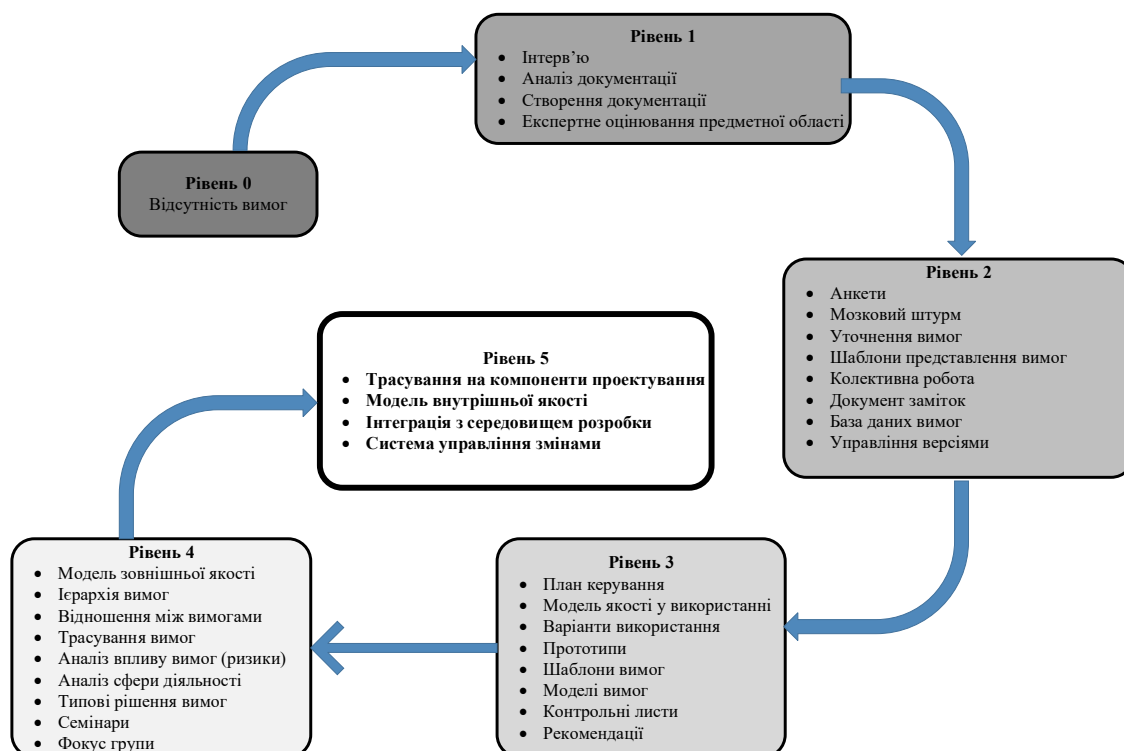 Рівень 0
Відсутність вимог
Рівень 1
• Інтерв’ю
• Аналіз документації
• Створення документації
• Експертне оцінювання предметної області
Рівень 2
• Анкети
• Мозковий штурм
• Уточнення вимог
• Шаблони представлення вимог
• Колективна робота
• Документ заміток
• База даних вимог
• Управління версіями
Рівень 3
• План керування
• Модель якості у використанні
• Варіанти використання
• Прототипи
• Шаблони вимог
• Моделі вимог
• Контрольні листи
• Рекомендації
Рівень 4
• Модель зовнішньої якості
• Ієрархія вимог
• Відношення між вимогами
• Трасування вимог
• Аналіз впливу вимог (ризики)
• Аналіз сфери діяльності
• Типові рішення вимог
• Семінари
• Фокус групи
Рівень 5
• Трасування на компоненти проектування
• Модель внутрішньої якості
• Інтеграція з середовищем розробки
• Система управління змінами